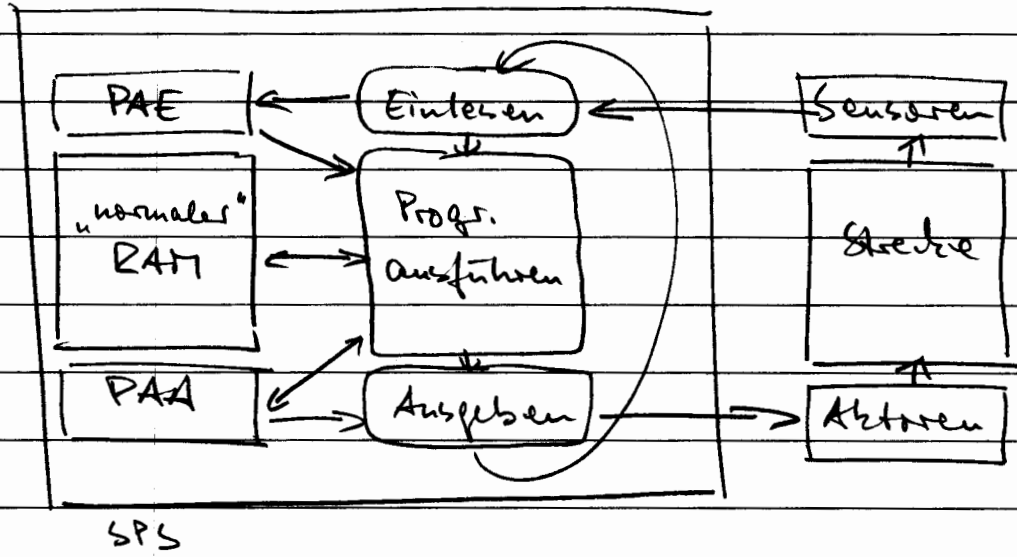 PAE
Einlesen
Sensoren
„normaler“
RAM
Progr.
ausführen
Strecke
PAA
Ausgeben
Aktoren
SPS